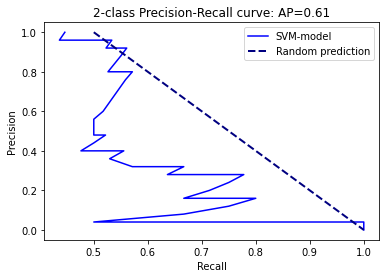 2-class Precision-Recall curve: AP=0.61
SVM-model
Random prediction
Precision
1.0
0.8
0.6
0.4
0.2
0.0
0.5 0.6 0.7 0.8 0.9 1.0
Recall